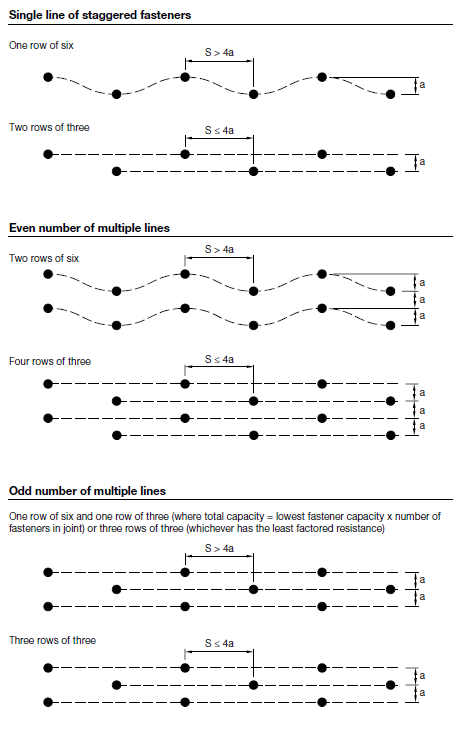 Single line of staggered fasteners
One row of six
S > 4a
a
Two rows of three
S ≤ 4a
a
Even number of multiple lines
Two rows of six
S > 4a
a
a
a
Four rows of three
S ≤ 4a
a
a
a
Odd number of multiple lines
One row of six and one row of three (where total capacity = lowest fastener capacity x number of
fasteners in joint) or three rows of three (whichever has the least factored resistance)
S > 4a
a
a
Three rows of three
S ≤ 4a
a
a